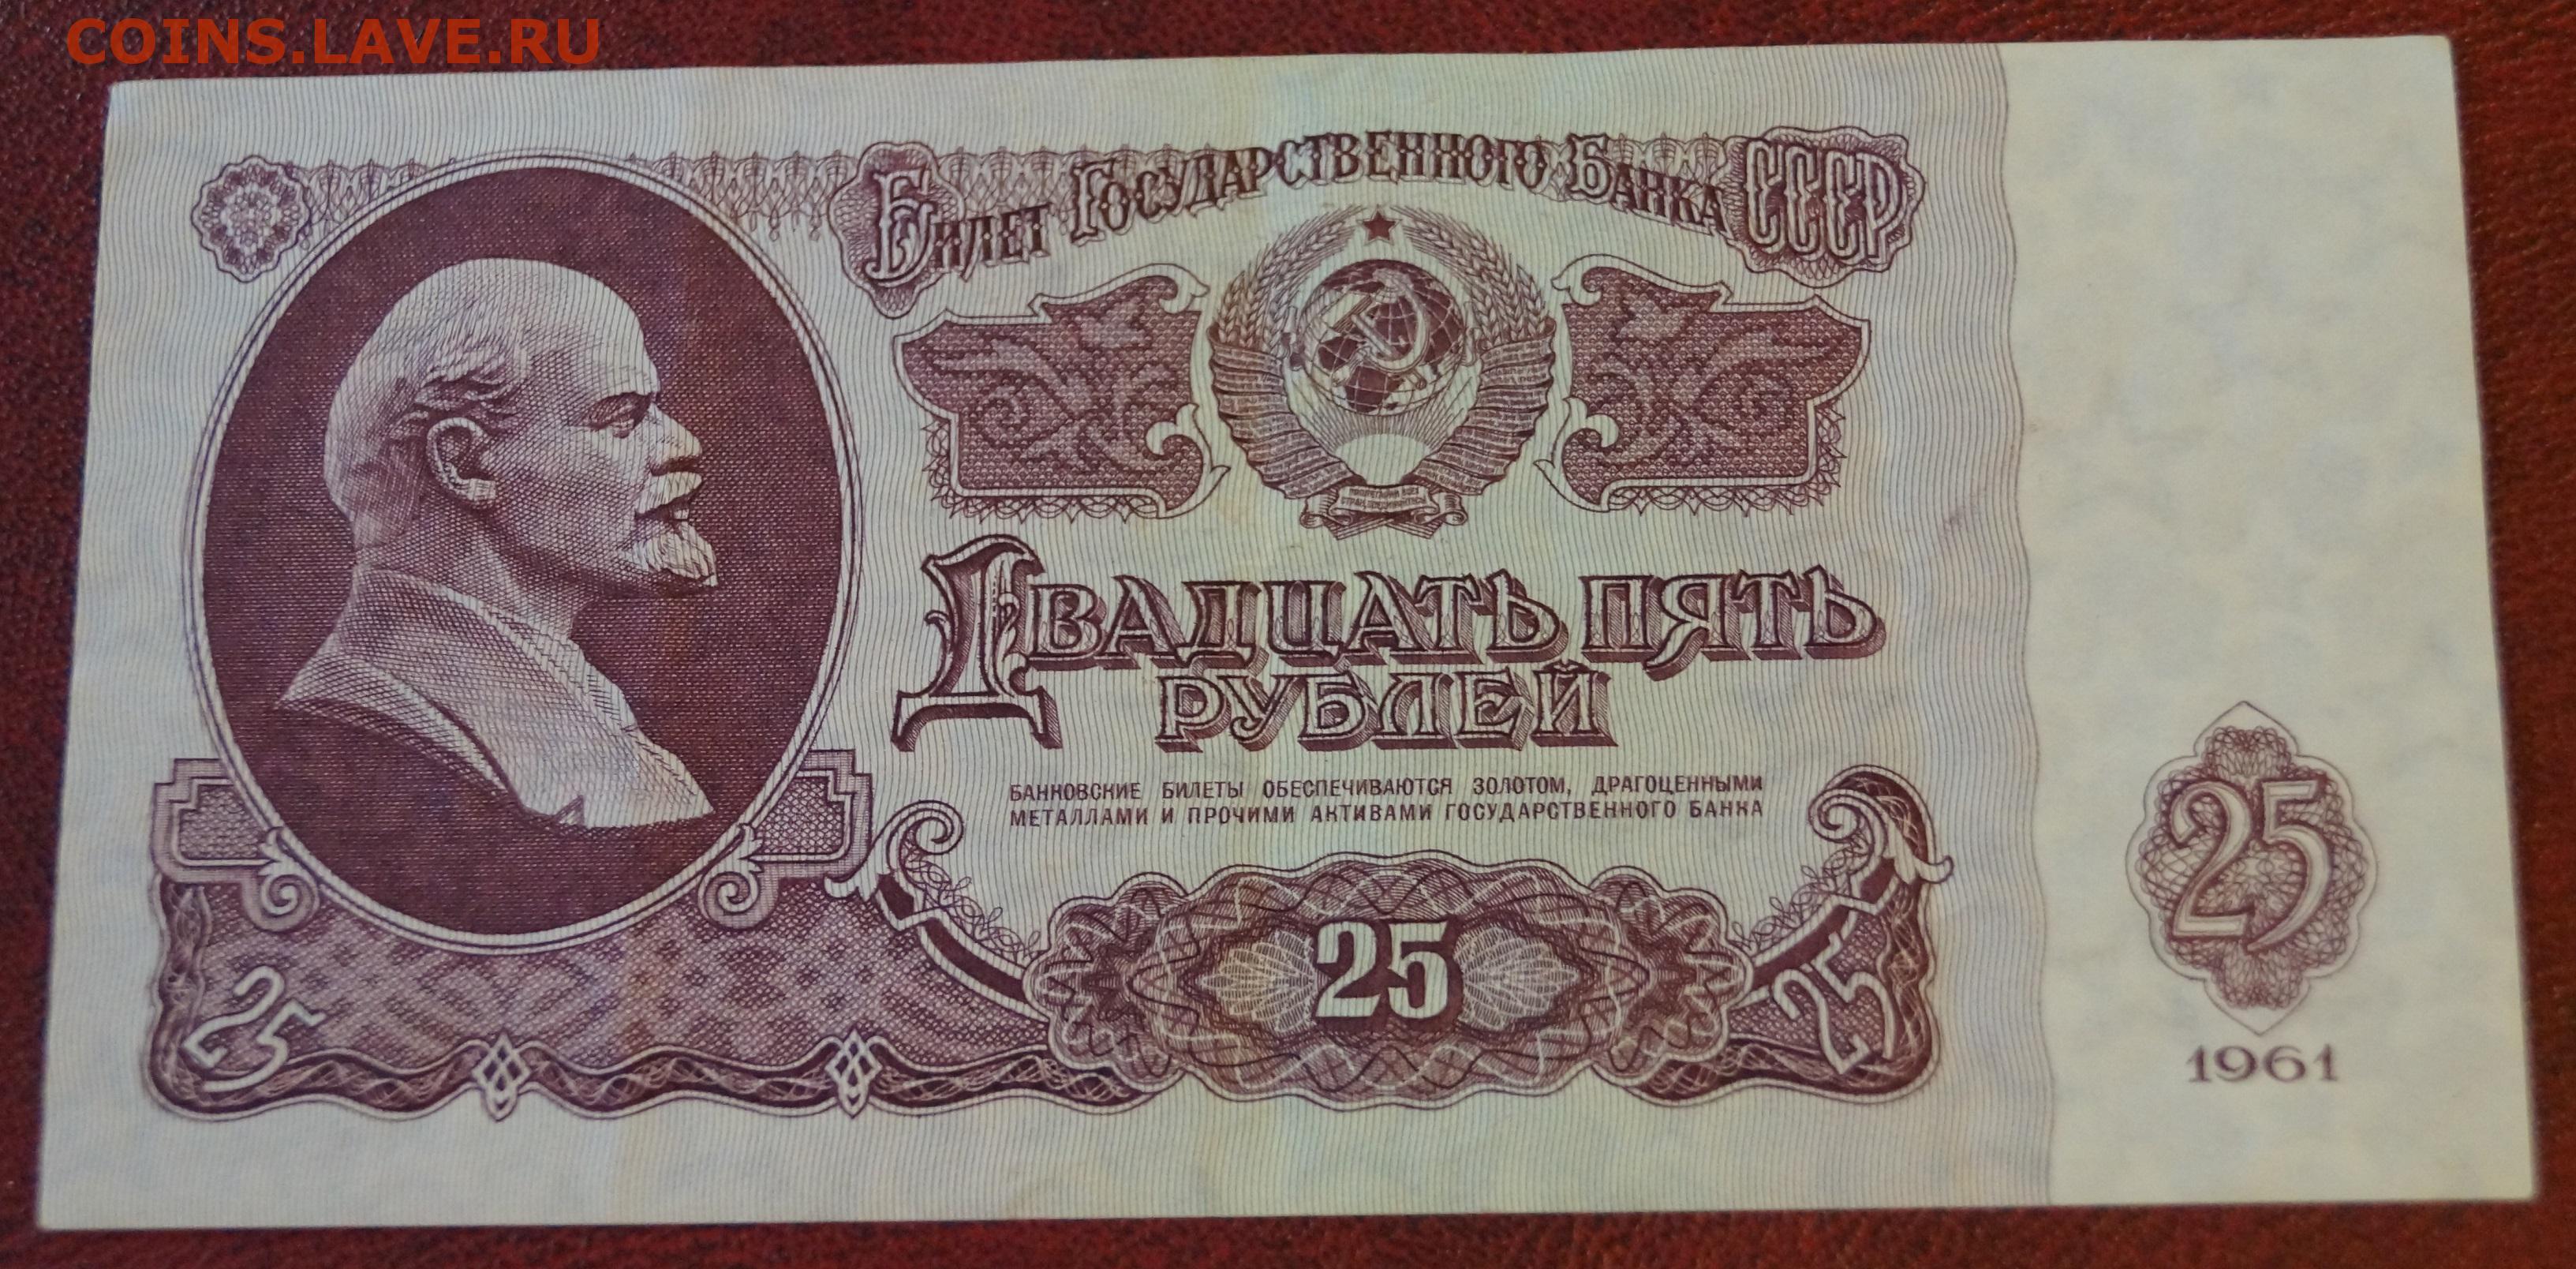 COINS.LAVE.RU
Билет Государственного Банка СССР
Двадцать пять
рублей
БАНКОВСКИЕ БИЛЕТЫ ОБЕСПЕЧИВАЮТСЯ ЗОЛОТОМ, ДРАГОЦЕННЫМИ
МЕТАЛЛАМИ И ПРОЧИМИ АКТИВАМИ ГОСУДАРСТВЕННОГО БАНКА
25
25
25
25
1961